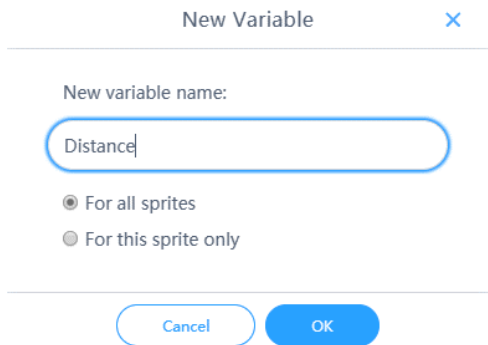 New Variable
New variable name:
Distance
For all sprites
For this sprite only
Cancel OK